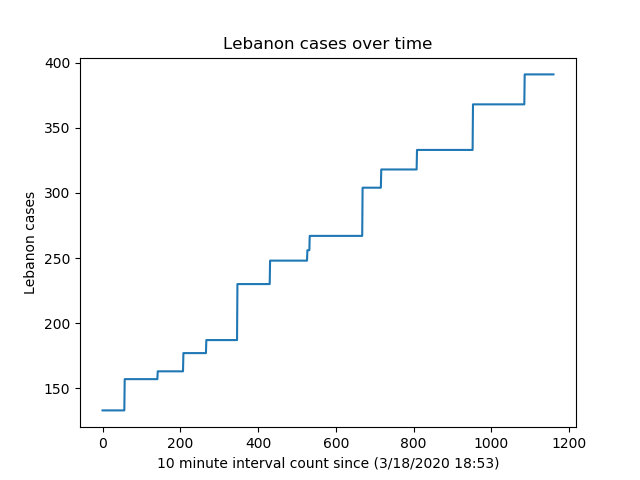 Lebanon cases over time
400
350
300
250
200
150
Lebanon cases
0 200 400 600 800 1000 1200
10 minute interval count since (3/18/2020 18:53)